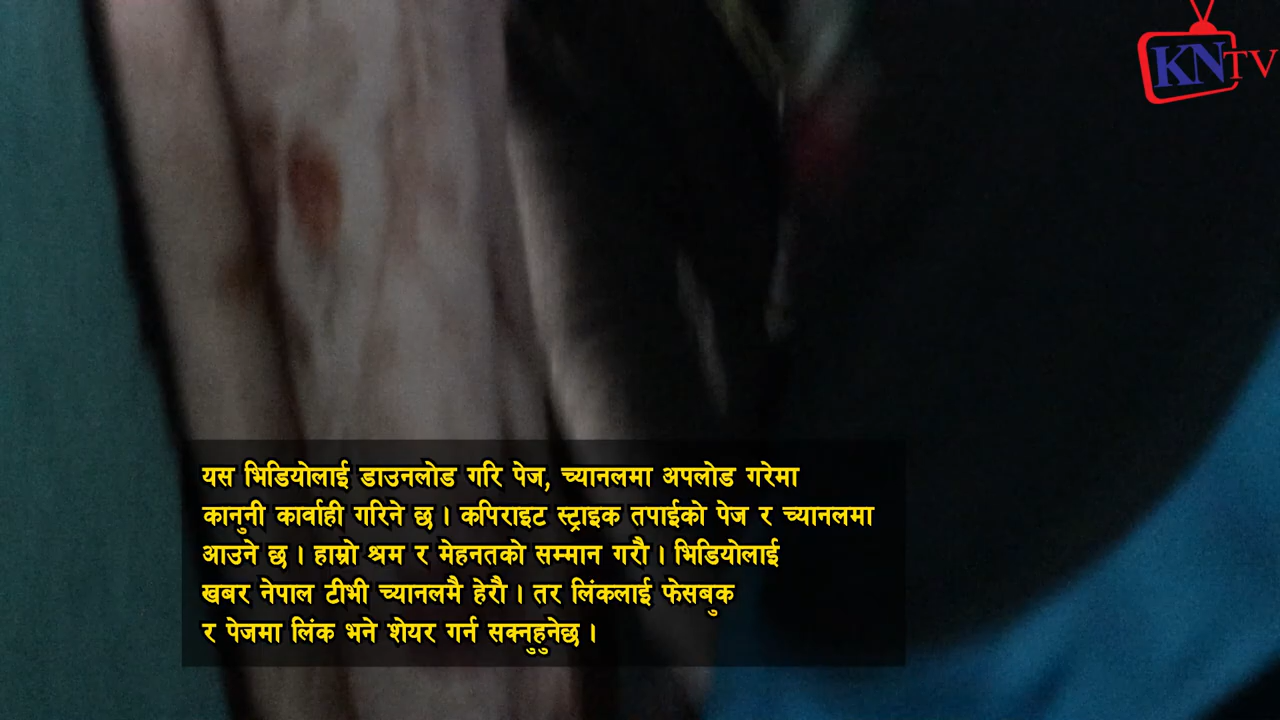 KNTV
यस भिडियोलाई डाउनलोड गरि पेज, च्यानलमा अपलोड गरेमा
कानुनी कार्वाही गरिने छ । कपिराइट स्ट्राइक तपाईको पेज र च्यानलमा
आउने छ । हाम्रो श्रम र मेहनतको सम्मान गरौ । भिडियोलाई
खबर नेपाल टीभी च्यानलमै हेरौ । तर लिंकलाई फेसबुक
र पेजमा लिंक भने शेयर गर्न सक्नुहुनेछ ।